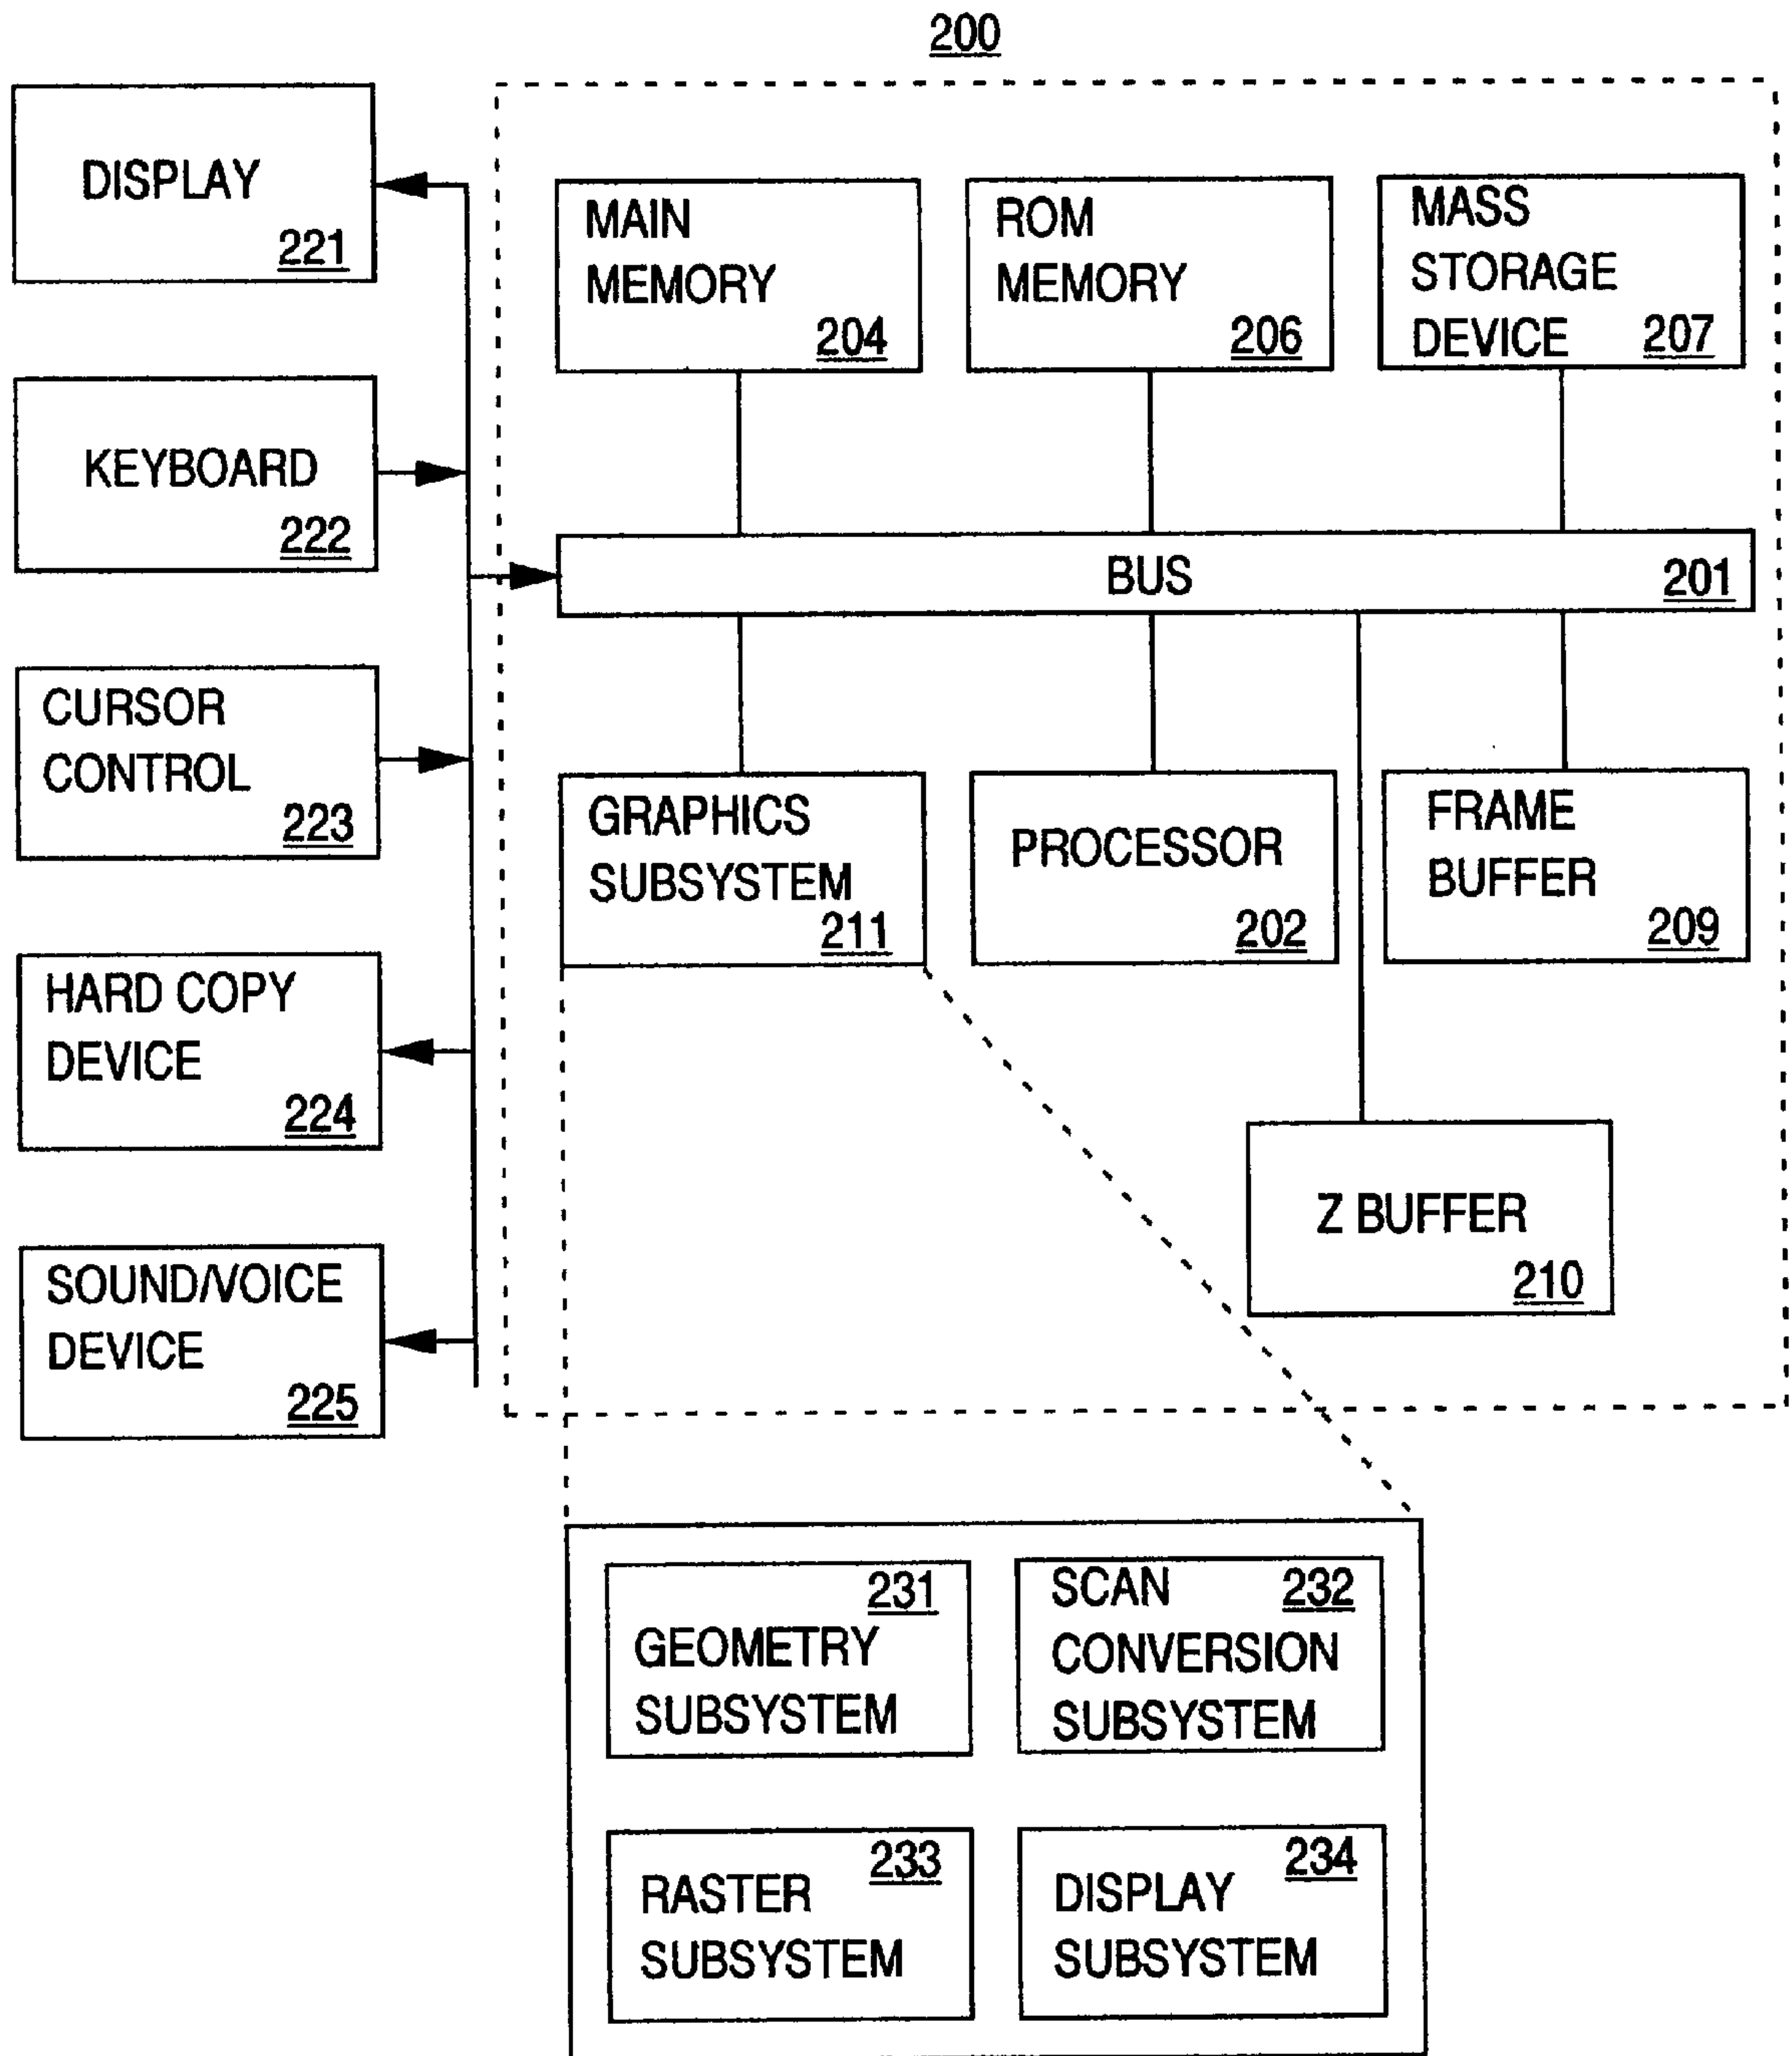 200
DISPLAY
221
KEYBOARD
222
CURSOR
CONTROL
223
HARD COPY
DEVICE
224
SOUND/VOICE
DEVICE
225
MAIN
MEMORY
204
ROM
MEMORY
206
MASS
STORAGE
DEVICE 207
BUS 201
GRAPHICS
SUBSYSTEM
211
PROCESSOR
202
FRAME
BUFFER
209
Z BUFFER
210
231
GEOMETRY
SUBSYSTEM
SCAN 232
CONVERSION
SUBSYSTEM
233
RASTER
SUBSYSTEM
234
DISPLAY
SUBSYSTEM